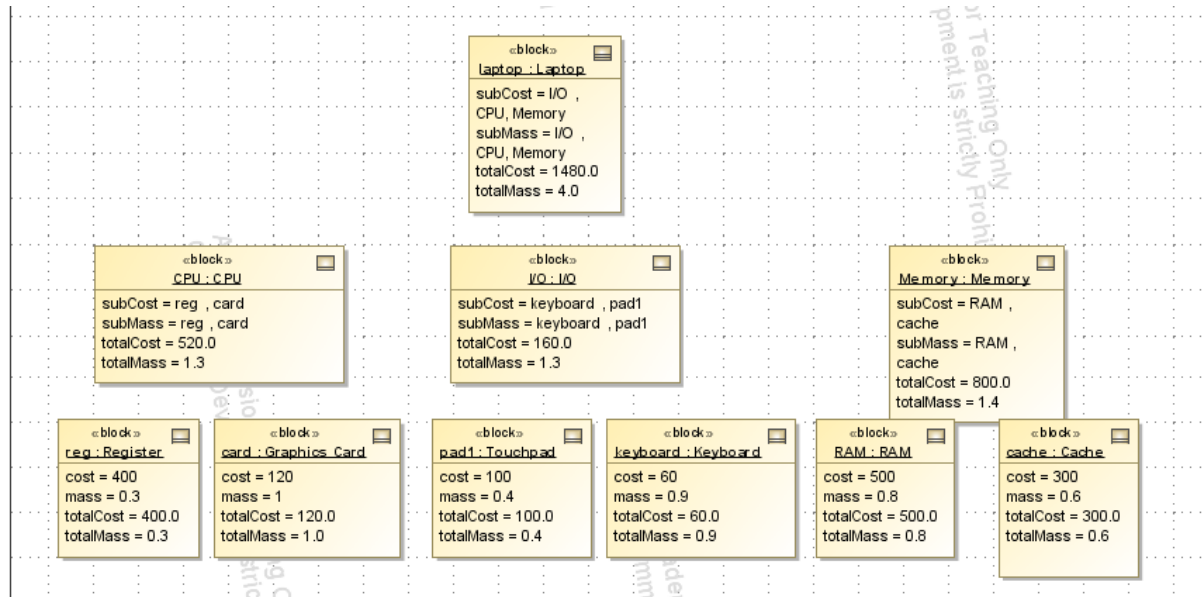 «block»
laptop : Laptop
subCost = I/O ,
CPU, Memory
subMass = I/O ,
CPU, Memory
totalCost = 1480.0
totalMass = 4.0
or Teaching Only
pment is strictly Prohi
«block»
CPU : CPU
subCost = reg , card
subMass = reg , card
totalCost = 520.0
totalMass = 1.3
«block»
I/O : I/O
subCost = keyboard , pad1
subMass = keyboard , pad1
totalCost = 160.0
totalMass = 1.3
«block»
Memory : Memory
subCost = RAM ,
cache
subMass = RAM ,
cache
totalCost = 800.0
totalMass = 1.4
«block»
reg : Register
cost = 400
mass = 0.3
totalCost = 400.0
totalMass = 0.3
«block»
card : Graphics Card
cost = 120
mass = 1
totalCost = 120.0
totalMass = 1.0
«block»
pad1 : Touchpad
cost = 100
mass = 0.4
totalCost = 100.0
totalMass = 0.4
«block»
keyboard : Keyboard
cost = 60
mass = 0.9
totalCost = 60.0
totalMass = 0.9
«block»
RAM : RAM
cost = 500
mass = 0.8
totalCost = 500.0
totalMass = 0.8
«block»
cache : Cache
cost = 300
mass = 0.6
totalCost = 300.0
totalMass = 0.6